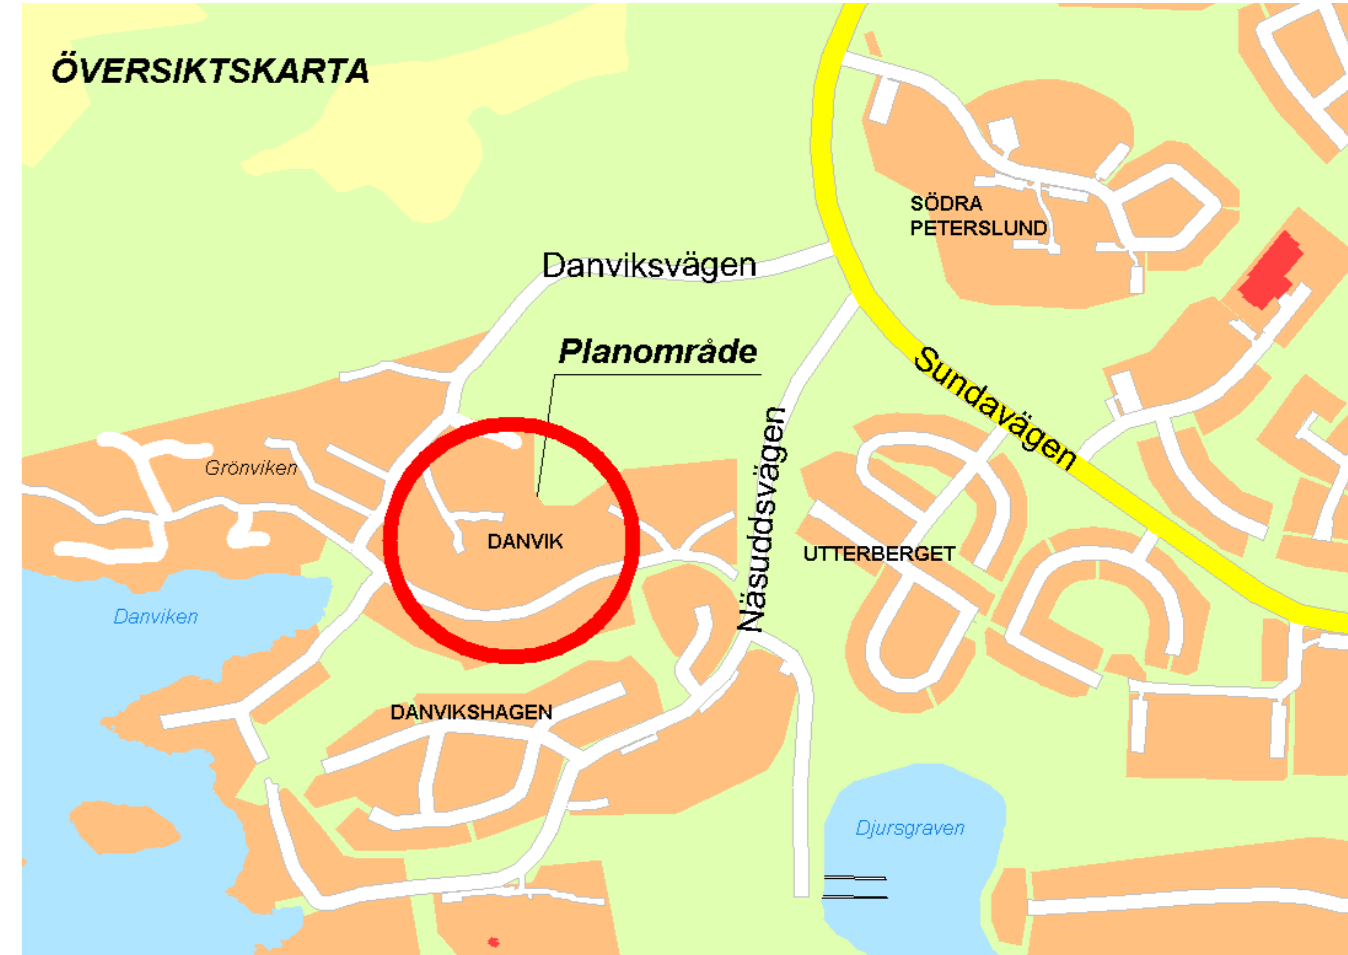 ÖVERSIKTSKARTA
SÖDRA
PETERSLUND
Danviksvägen
Planområde
Sundavägen
Näsuddsvägen
Grönviken
DANVIK
UTTERBERGET
Danviken
DANVIKSHAGEN
Djursgraven